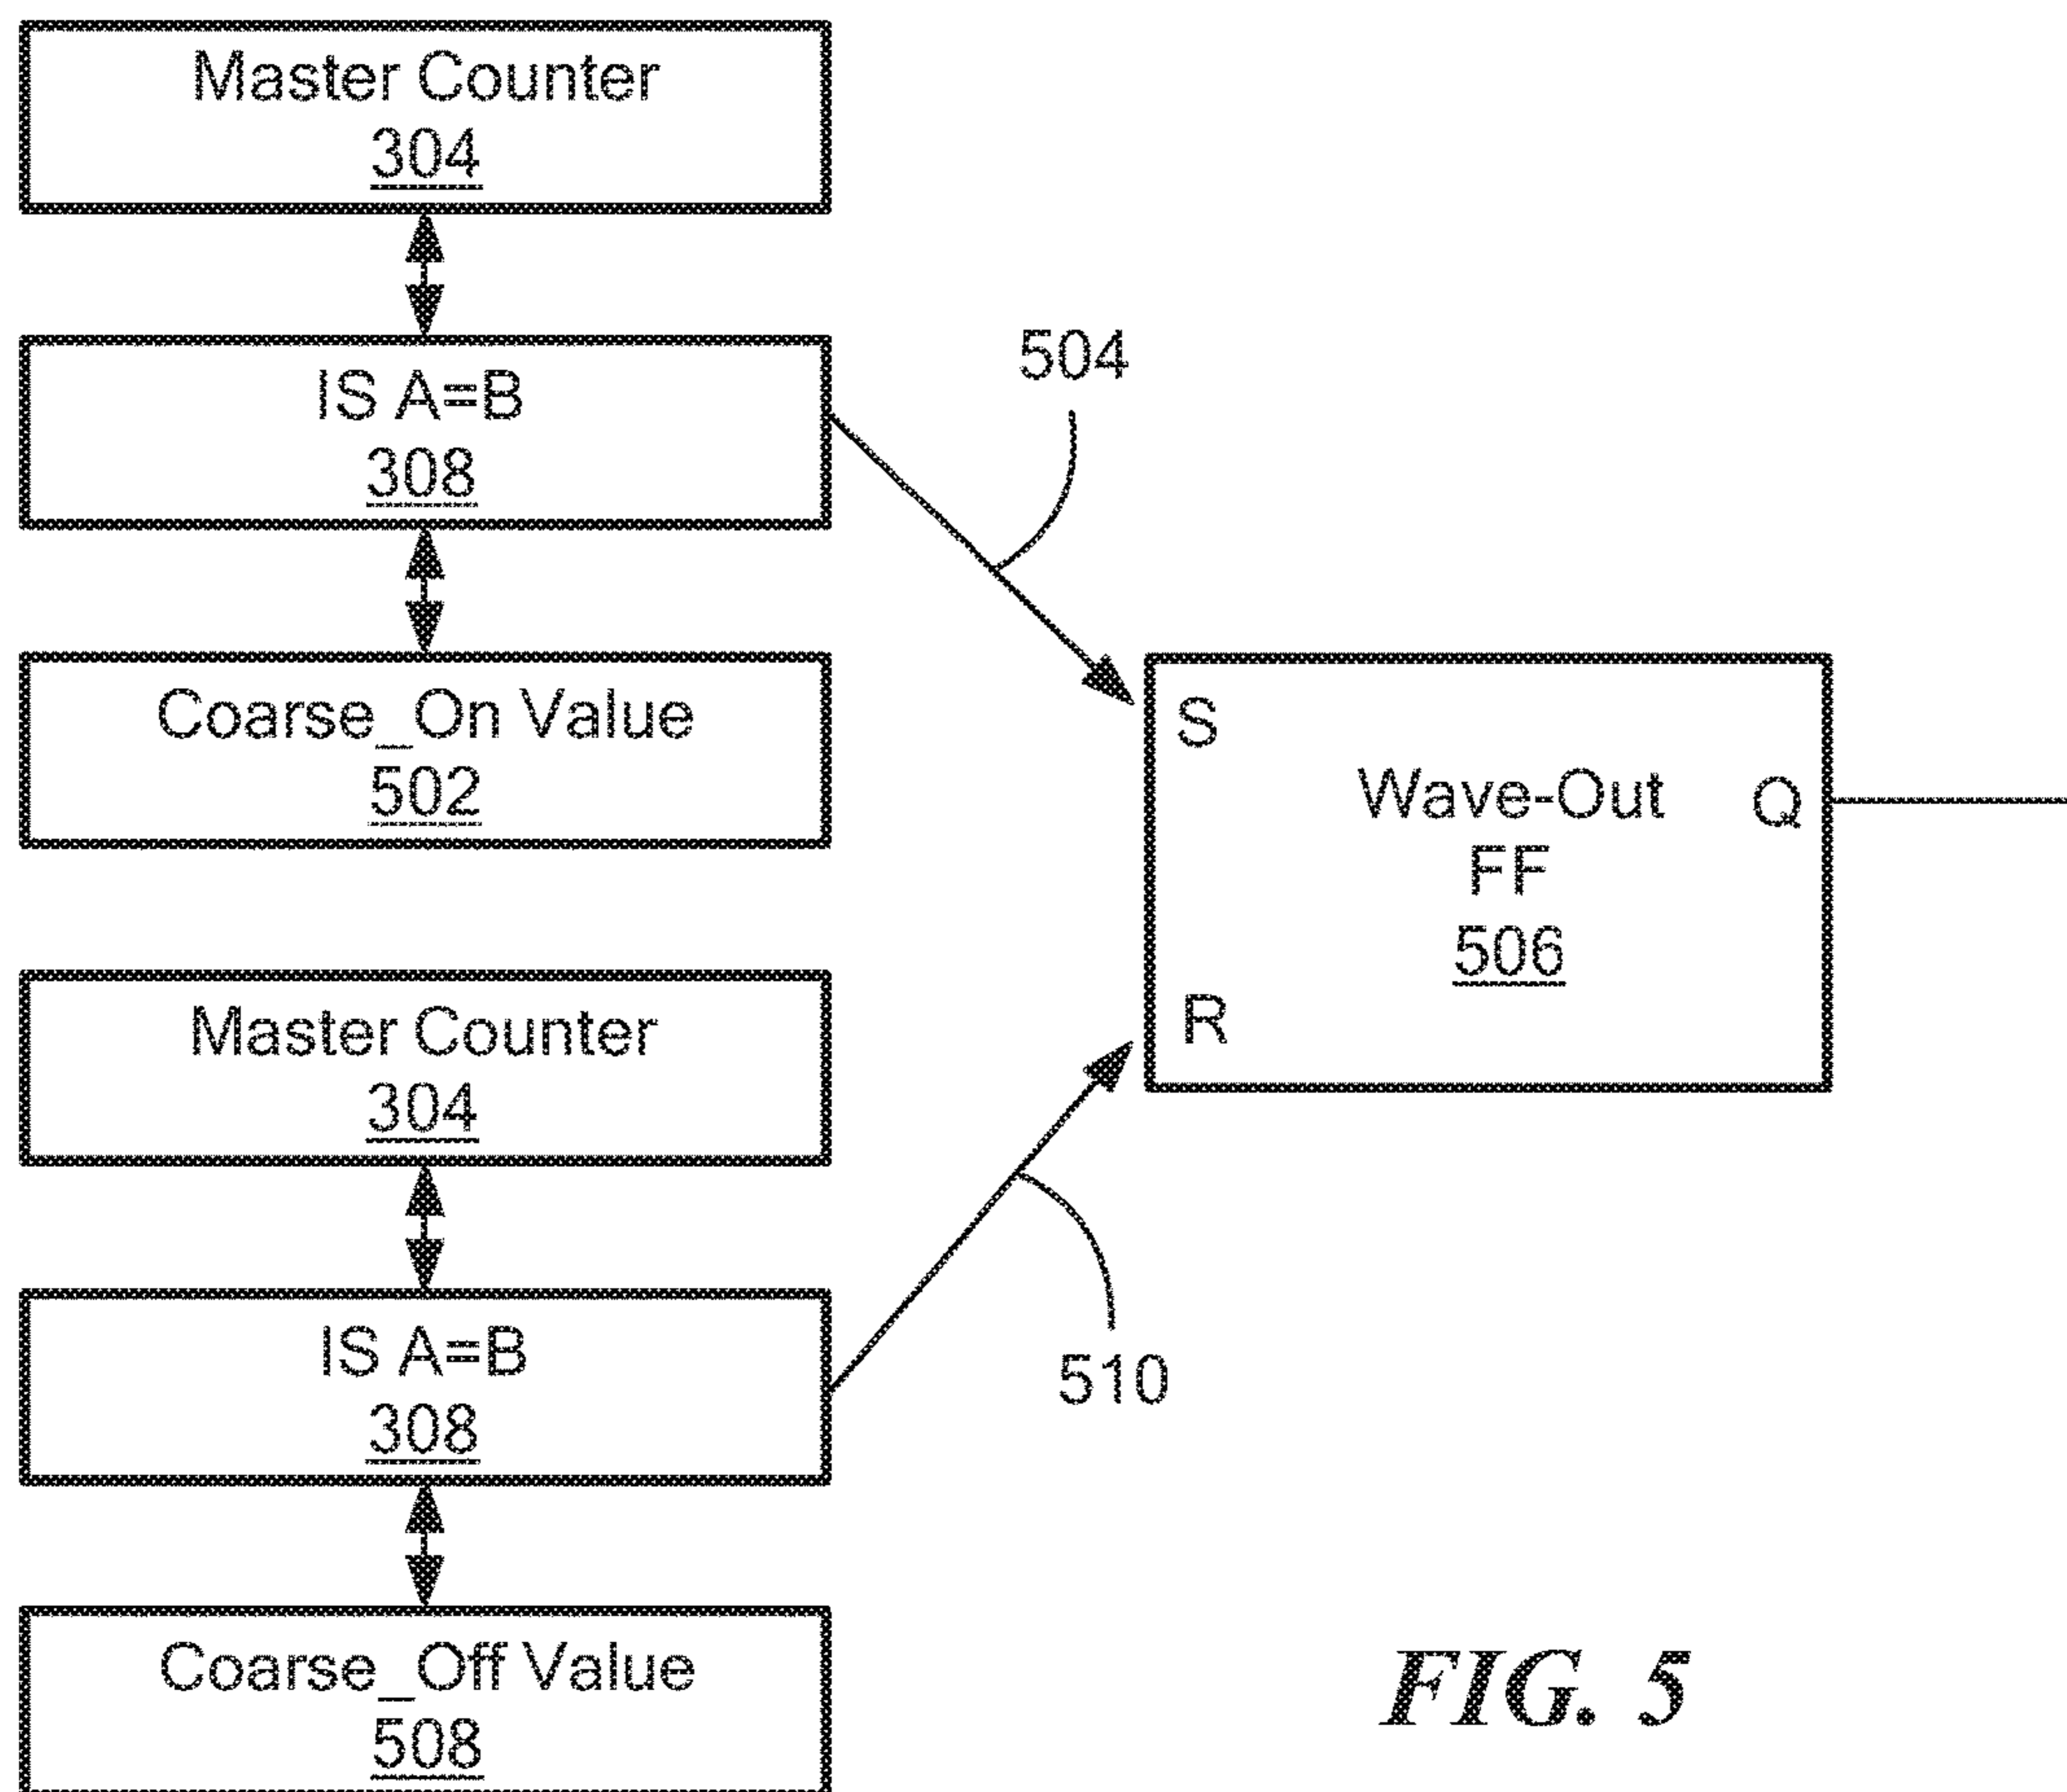 Master Counter
304
IS A=B
308
504
Coarse_On Value
502
S
Wave-Out
Q
FF
506
R
Master Counter
304
IS A=B
308
510
Coarse_Off Value
508
FIG. 5